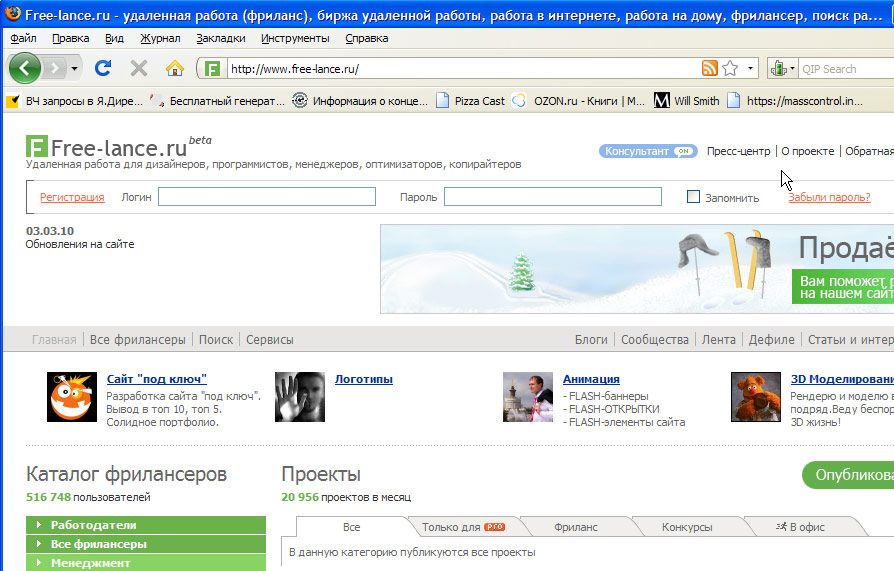 Free-lance.ru - удаленная работа (фриланс), биржа удаленной работы, работа в интернете, работа на дому, фрилансер, поиск ра...
Файл Правка Вид Журнал Закладки Инструменты Справка
http://www.free-lance.ru/ QIP Search
ВЧ запросы в Я.Дире... Бесплатный генерат... Информация о конце... Pizza Cast OZON.ru - Книги | М... Will Smith https://masscontrol.in...
Free-lance.ru beta
Консультант ON Пресс-центр | О проекте | Обратная
Удаленная работа для дизайнеров, программистов, менеджеров, оптимизаторов, копирайтеров
Регистрация Логин Пароль Запомнить Забыли пароль?
03.03.10
Обновления на сайте
Продаё
Вам поможет р
на нашем сайт
Главная | Все фрилансеры | Поиск | Сервисы Блоги | Сообщества | Лента | Дефиле | Статьи и интер
Сайт "под ключ"
Разработка сайта "под ключ".
Вывод в топ 10, топ 5.
Солидное портфолио.
Логотипы
Анимация
- FLASH-баннеры
- FLASH-ОТКРЫТКИ
- FLASH-элементы сайта
3D Моделировани
Рендерю и моделю в
подряд.Веду беспор
3D жизнь!
Каталог фрилансеров
516 748 пользователей
Работодатели
Все фрилансеры
Менеджмент
Проекты
20 956 проектов в месяц
Опубликова
Все Только для pro Фриланс Конкурсы В офис
В данную категорию публикуются все проекты